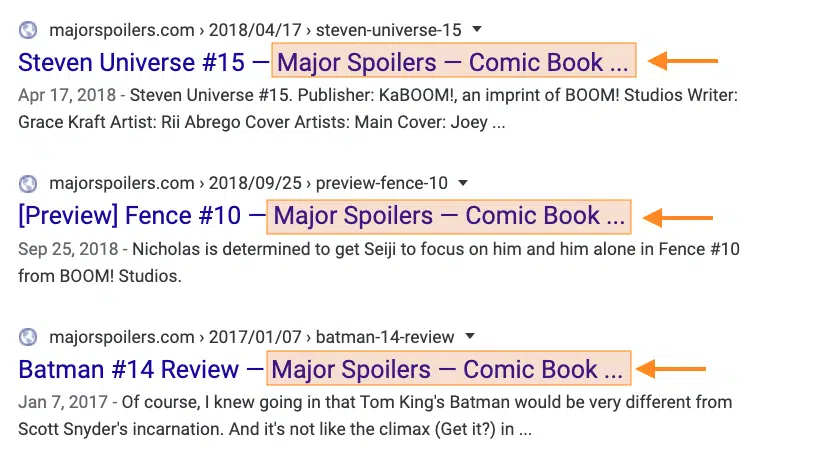 majorspoilers.com › 2018/04/17 › steven-universe-15
Steven Universe #15 — Major Spoilers — Comic Book ...
Apr 17, 2018 - Steven Universe #15. Publisher: KaBOOM!, an imprint of BOOM! Studios Writer:
Grace Kraft Artist: Rii Abrego Cover Artists: Main Cover: Joey ...
majorspoilers.com › 2018/09/25 › preview-fence-10
[Preview] Fence #10 — Major Spoilers — Comic Book ...
Sep 25, 2018 - Nicholas is determined to get Seiji to focus on him and him alone in Fence #10
from BOOM! Studios.
majorspoilers.com › 2017/01/07 › batman-14-review
Batman #14 Review — Major Spoilers — Comic Book ...
Jan 7, 2017 - Of course, I knew going in that Tom King's Batman would be very different from
Scott Snyder's incarnation. And it's not like the climax (Get it?) in ...